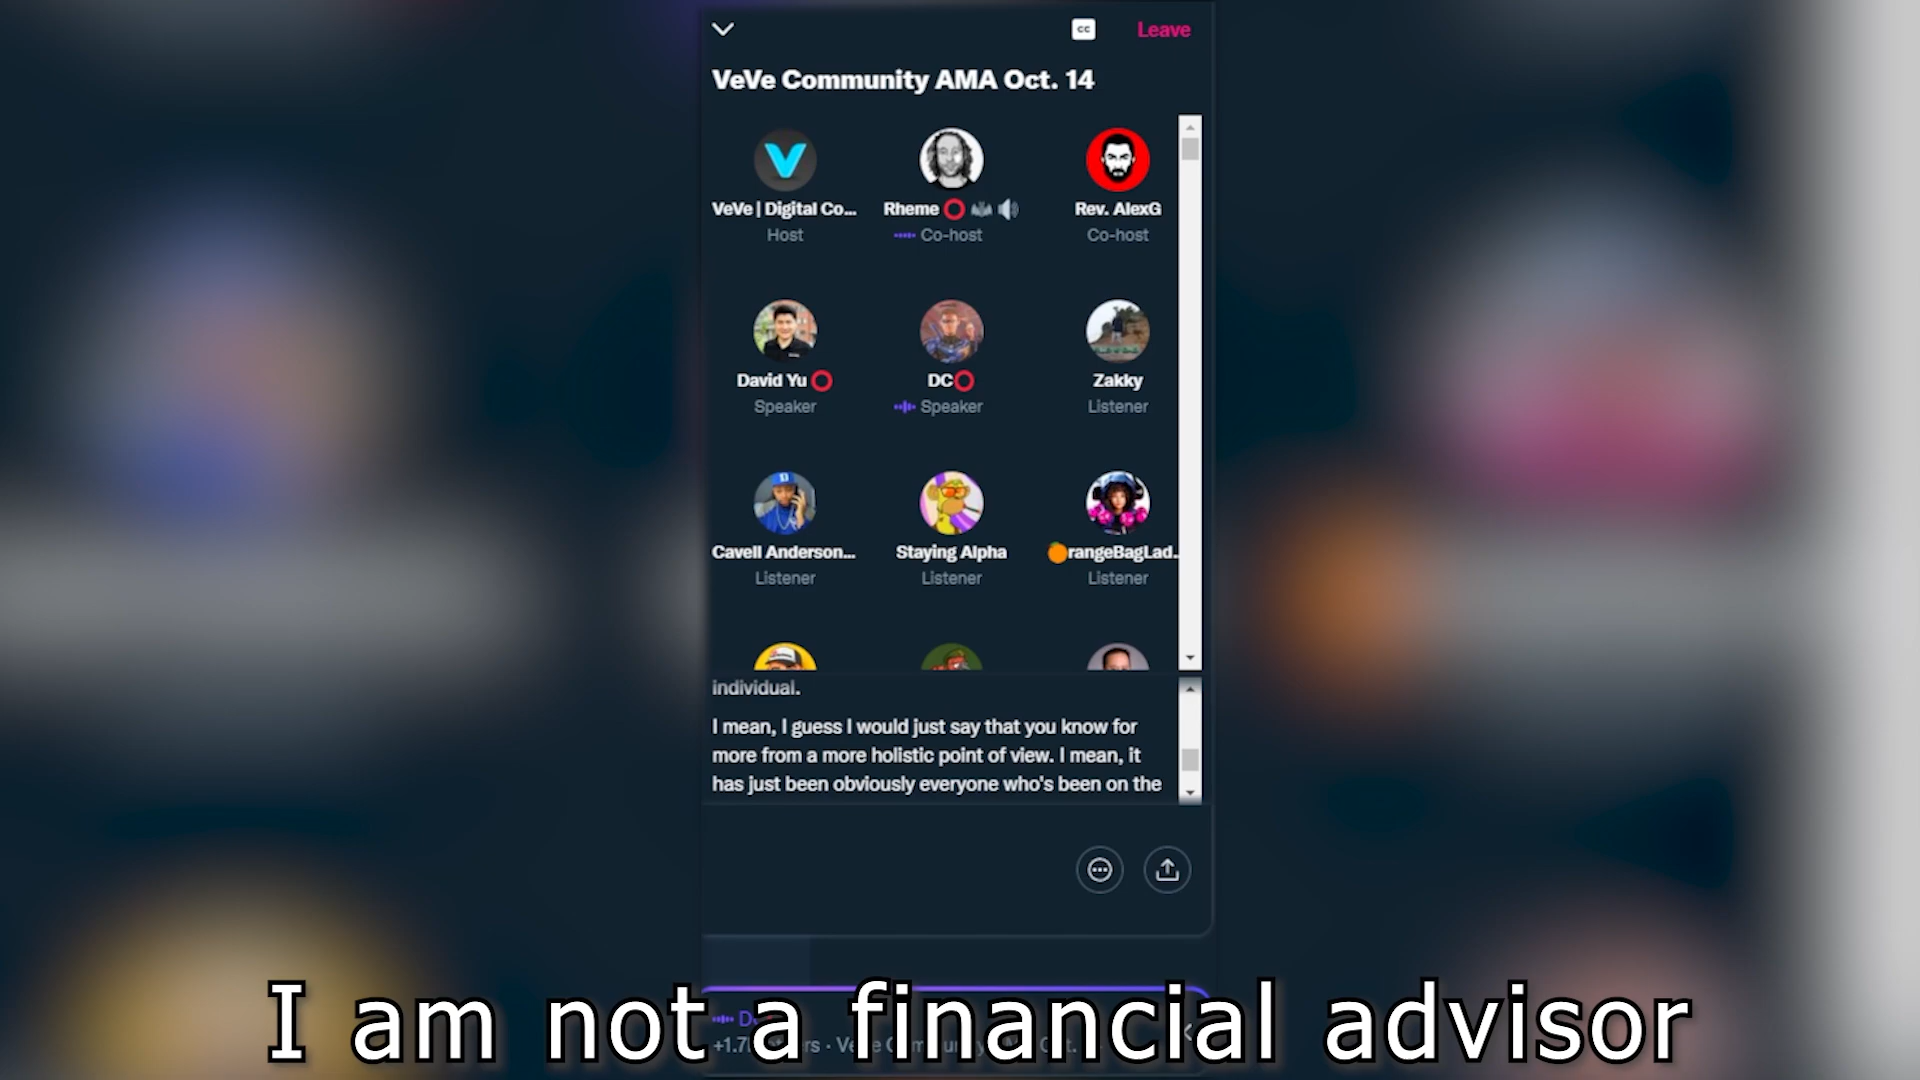 CC
Leave
VeVe Community AMA Oct. 14
VeVe | Digital Co...
Rheme
Rev. AlexG
Host
Co-host
Co-host
David Yu
DC
Zakky
Speaker
Speaker
Listener
D
Cavell Anderson...
Staying Alpha
🍊rangeBagLad..
Listener
Listener
Listener
individual.
I mean, I guess I would just say that you know for
more from a more holistic point of view. I mean, it
has just been obviously everyone who's been on the
I am not a financial advisor